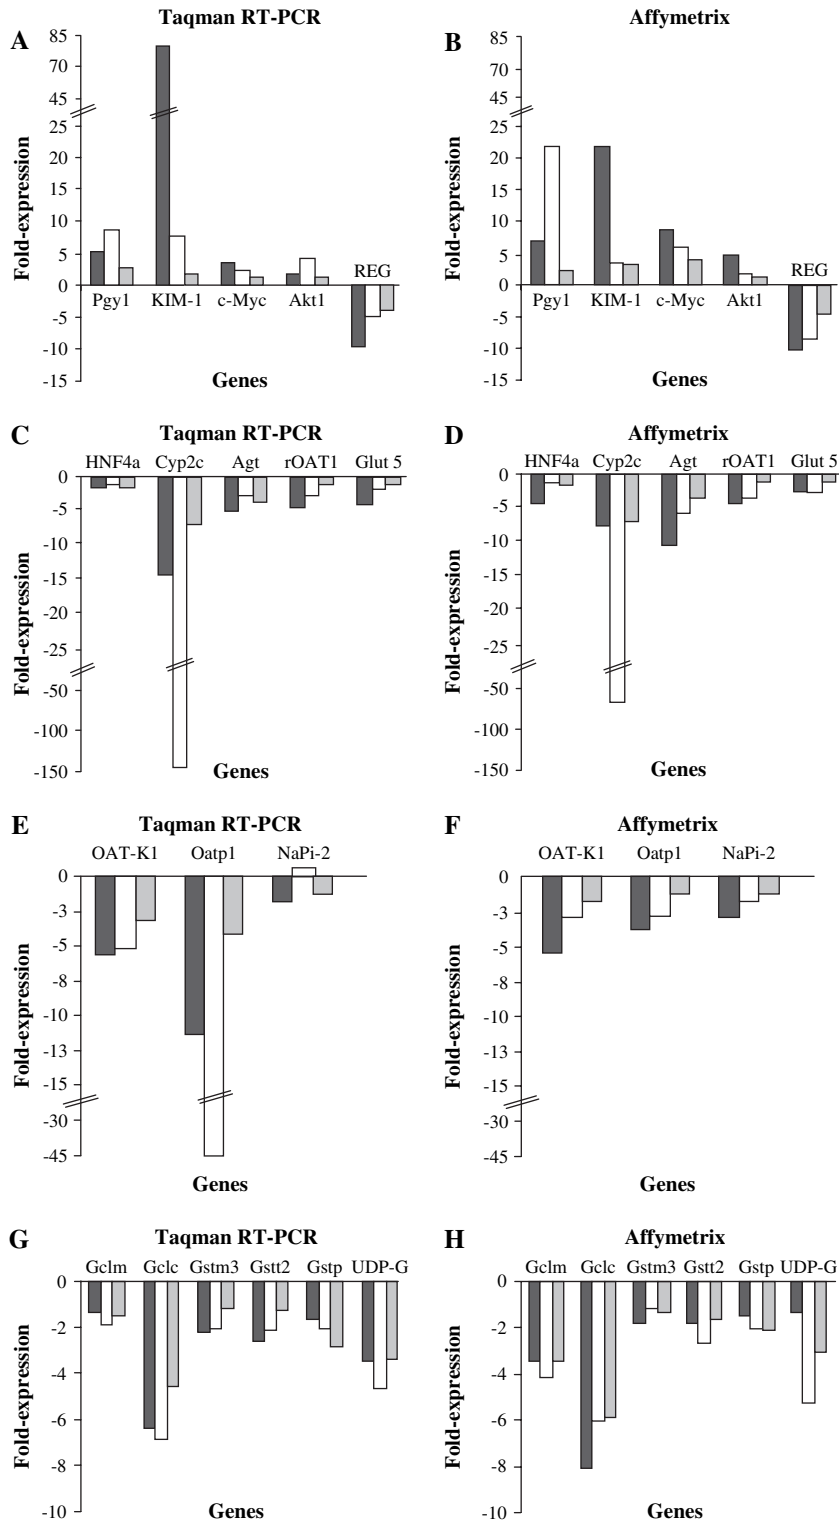 Taqman RT-PCR
A
85
70
45
25
20
15
10
5
0
-5
-10
-15
Fold-expression
Pgy1 KIM-1 c-Myc Akt1 REG
Genes
Affymetrix
B
85
70
45
25
20
15
10
5
0
-5
-10
-15
Fold-expression
Pgy1 KIM-1 c-Myc Akt1 REG
Genes
C
Taqman RT-PCR
HNF4a Cyp2c Agt rOAT1 Glut 5
0
-5
-10
-15
-20
-25
-50
-100
-150
Fold-expression
Genes
D
Affymetrix
HNF4a Cyp2c Agt rOAT1 Glut 5
0
-5
-10
-15
-20
-25
-50
-100
-150
Fold-expression
Genes
E
Taqman RT-PCR
OAT-K1 Oatp1 NaPi-2
0
-3
-5
-8
-10
-13
-15
-30
-45
Fold-expression
Genes
F
Affymetrix
OAT-K1 Oatp1 NaPi-2
0
-3
-5
-8
-10
-13
-15
-30
-45
Fold-expression
Genes
G
Taqman RT-PCR
Gclm Gclc Gstm3 Gstt2 Gstp UDP-G
0
-2
-4
-6
-8
-10
Fold-expression
Genes
H
Affymetrix
Gclm Gclc Gstm3 Gstt2 Gstp UDP-G
0
-2
-4
-6
-8
-10
Fold-expression
Genes